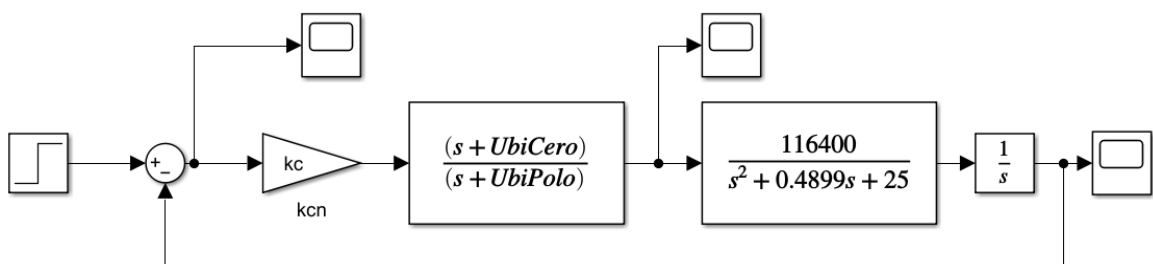 +
−
kc
kcn
(s + UbiCero)
(s + UbiPolo)
116400
s² + 0.4899s + 25
1
s